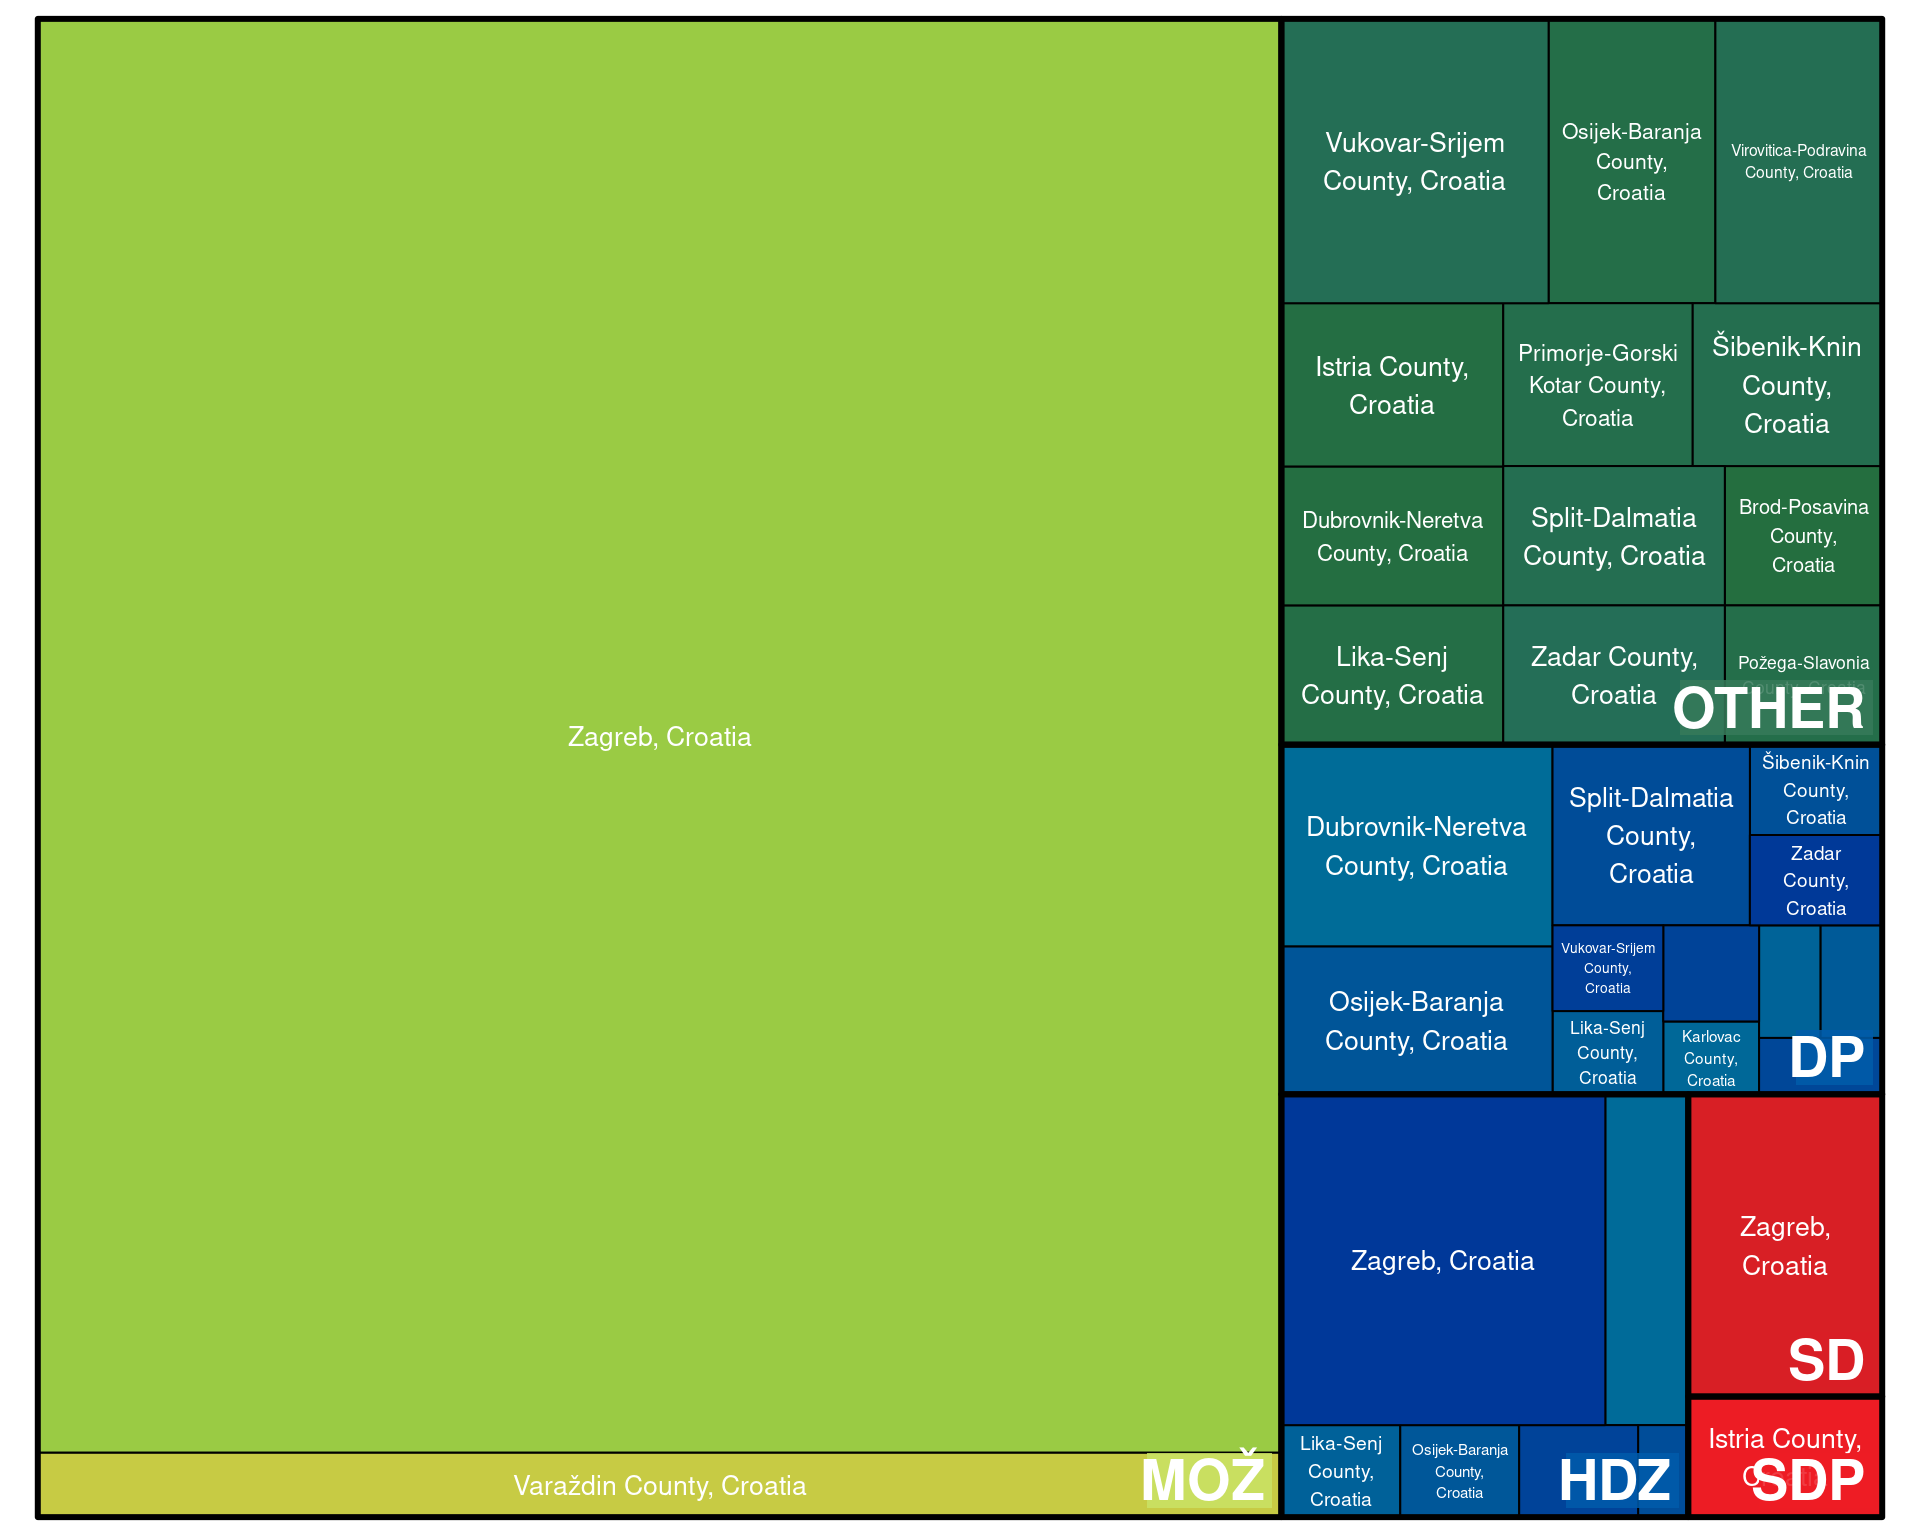 Zagreb, Croatia
Varaždin County, Croatia
MOŽ
Vukovar-Srijem
County, Croatia
Osijek-Baranja
County,
Croatia
Virovitica-Podravina
County, Croatia
Istria County,
Croatia
Primorje-Gorski
Kotar County,
Croatia
Šibenik-Knin
County,
Croatia
Dubrovnik-Neretva
County, Croatia
Split-Dalmatia
County, Croatia
Brod-Posavina
County,
Croatia
Lika-Senj
County, Croatia
Zadar County,
Croatia
Požega-Slavonia
County, Croatia
OTHER
Dubrovnik-Neretva
County, Croatia
Osijek-Baranja
County, Croatia
Split-Dalmatia
County,
Croatia
Šibenik-Knin
County,
Croatia
Zadar
County,
Croatia
Vukovar-Srijem
County,
Croatia
Lika-Senj
County,
Croatia
Karlovac
County,
Croatia
DP
Zagreb, Croatia
Lika-Senj
County,
Croatia
Osijek-Baranja
County,
Croatia
HDZ
Zagreb,
Croatia
SD
Istria County,
SDP